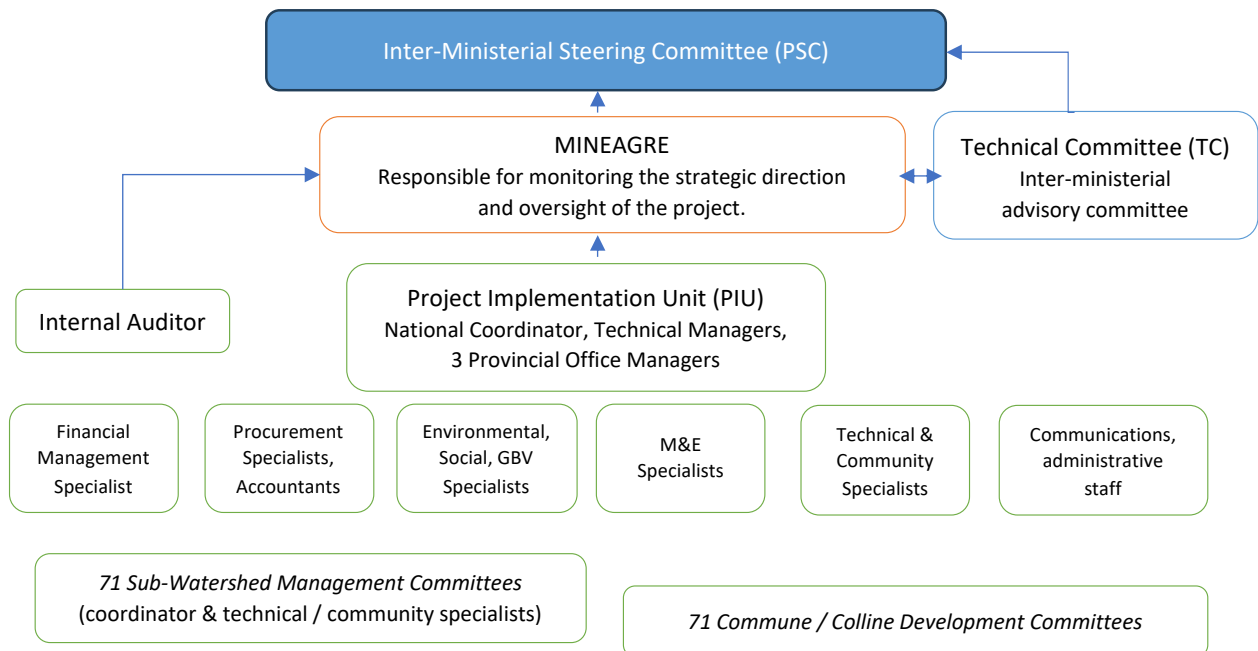 Inter-Ministerial Steering Committee (PSC)
MINEAGRE
Responsible for monitoring the strategic direction
and oversight of the project.
Technical Committee (TC)
Inter-ministerial
advisory committee
Internal Auditor
Project Implementation Unit (PIU)
National Coordinator, Technical Managers,
3 Provincial Office Managers
Financial
Management
Specialist
Procurement
Specialists,
Accountants
Environmental,
Social, GBV
Specialists
M&E
Specialists
Technical &
Community
Specialists
Communications,
administrative
staff
71 Sub-Watershed Management Committees
(coordinator & technical / community specialists)
71 Commune / Colline Development Committees